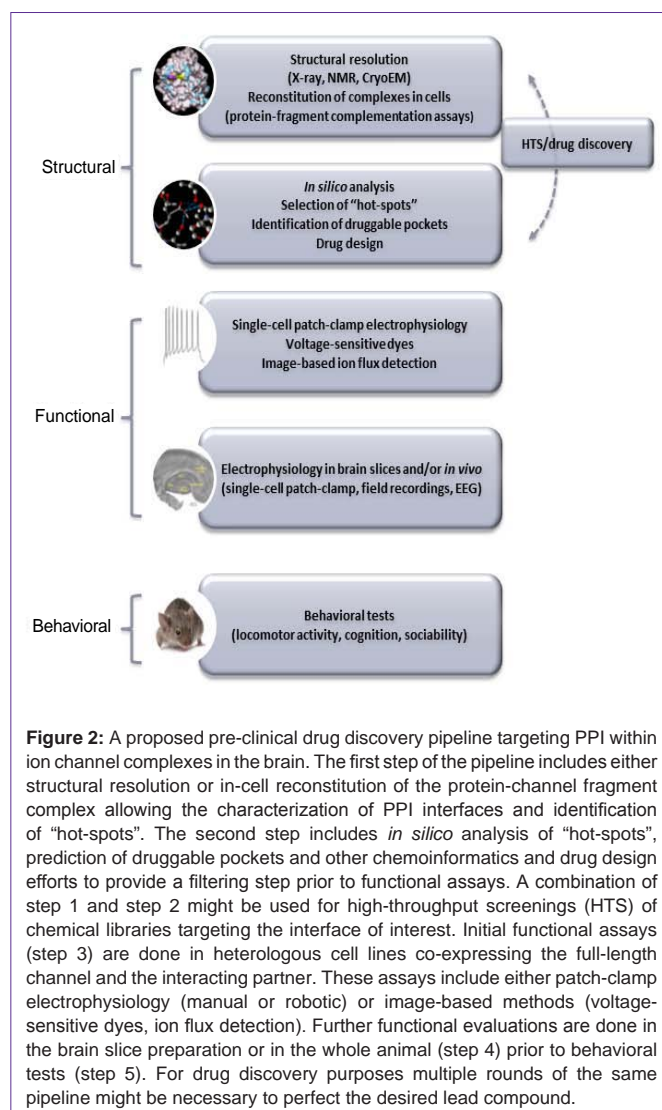 Structural resolution
(X-ray, NMR, CryoEM)
Reconstitution of complexes in cells
(protein-fragment complementation assays)
HTS/drug discovery
Structural
In silico analysis
Selection of “hot-spots”
Identification of druggable pockets
Drug design
Single-cell patch-clamp electrophysiology
Voltage-sensitive dyes
Image-based ion flux detection
Functional
Electrophysiology in brain slices and/or in vivo
(single-cell patch-clamp, field recordings, EEG)
Behavioral
Behavioral tests
(locomotor activity, cognition, sociability)
Figure 2: A proposed pre-clinical drug discovery pipeline targeting PPI within
ion channel complexes in the brain. The first step of the pipeline includes either
structural resolution or in-cell reconstitution of the protein-channel fragment
complex allowing the characterization of PPI interfaces and identification
of “hot-spots”. The second step includes in silico analysis of “hot-spots”,
prediction of druggable pockets and other chemoinformatics and drug design
efforts to provide a filtering step prior to functional assays. A combination of
step 1 and step 2 might be used for high-throughput screenings (HTS) of
chemical libraries targeting the interface of interest. Initial functional assays
(step 3) are done in heterologous cell lines co-expressing the full-length
channel and the interacting partner. These assays include either patch-clamp
electrophysiology (manual or robotic) or image-based methods (voltage-
sensitive dyes, ion flux detection). Further functional evaluations are done in
the brain slice preparation or in the whole animal (step 4) prior to behavioral
tests (step 5). For drug discovery purposes multiple rounds of the same
pipeline might be necessary to perfect the desired lead compound.